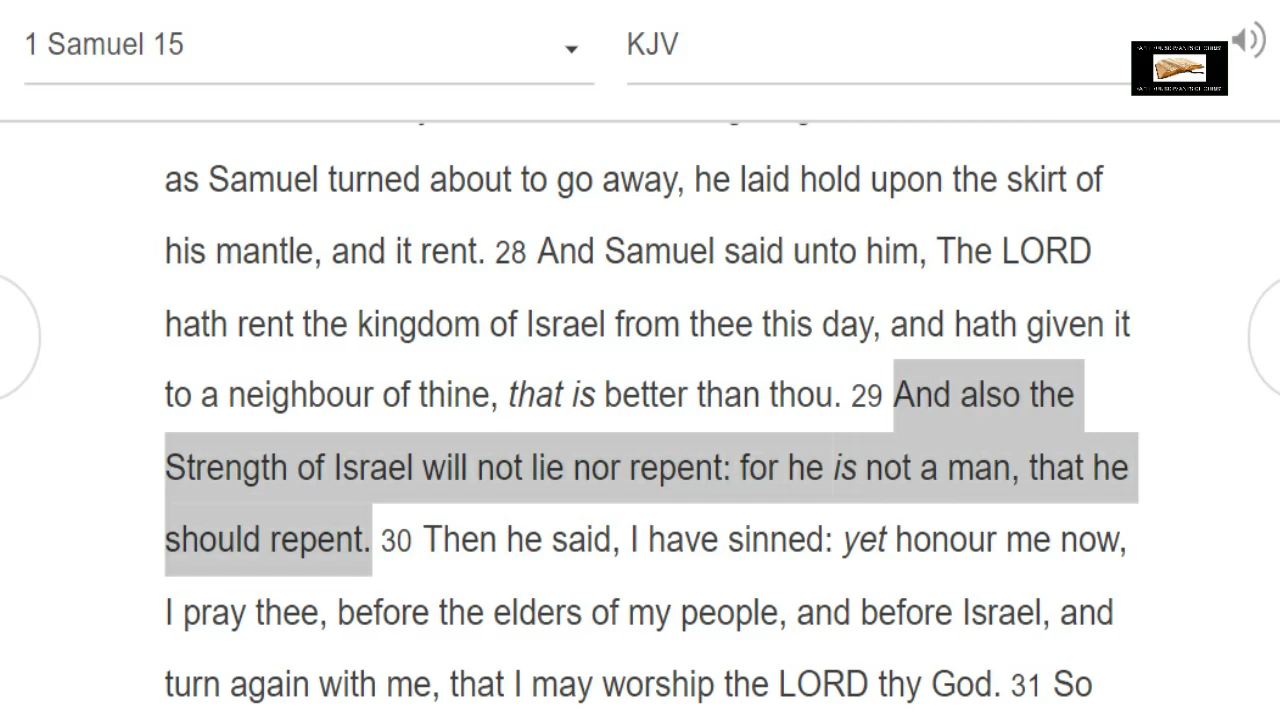 1 Samuel 15
KJV
as Samuel turned about to go away, he laid hold upon the skirt of
his mantle, and it rent. 28 And Samuel said unto him, The LORD
hath rent the kingdom of Israel from thee this day, and hath given it
to a neighbour of thine, that is better than thou. 29 And also the
Strength of Israel will not lie nor repent: for he is not a man, that he
should repent. 30 Then he said, I have sinned: yet honour me now,
I pray thee, before the elders of my people, and before Israel, and
turn again with me, that I may worship the LORD thy God. 31 So